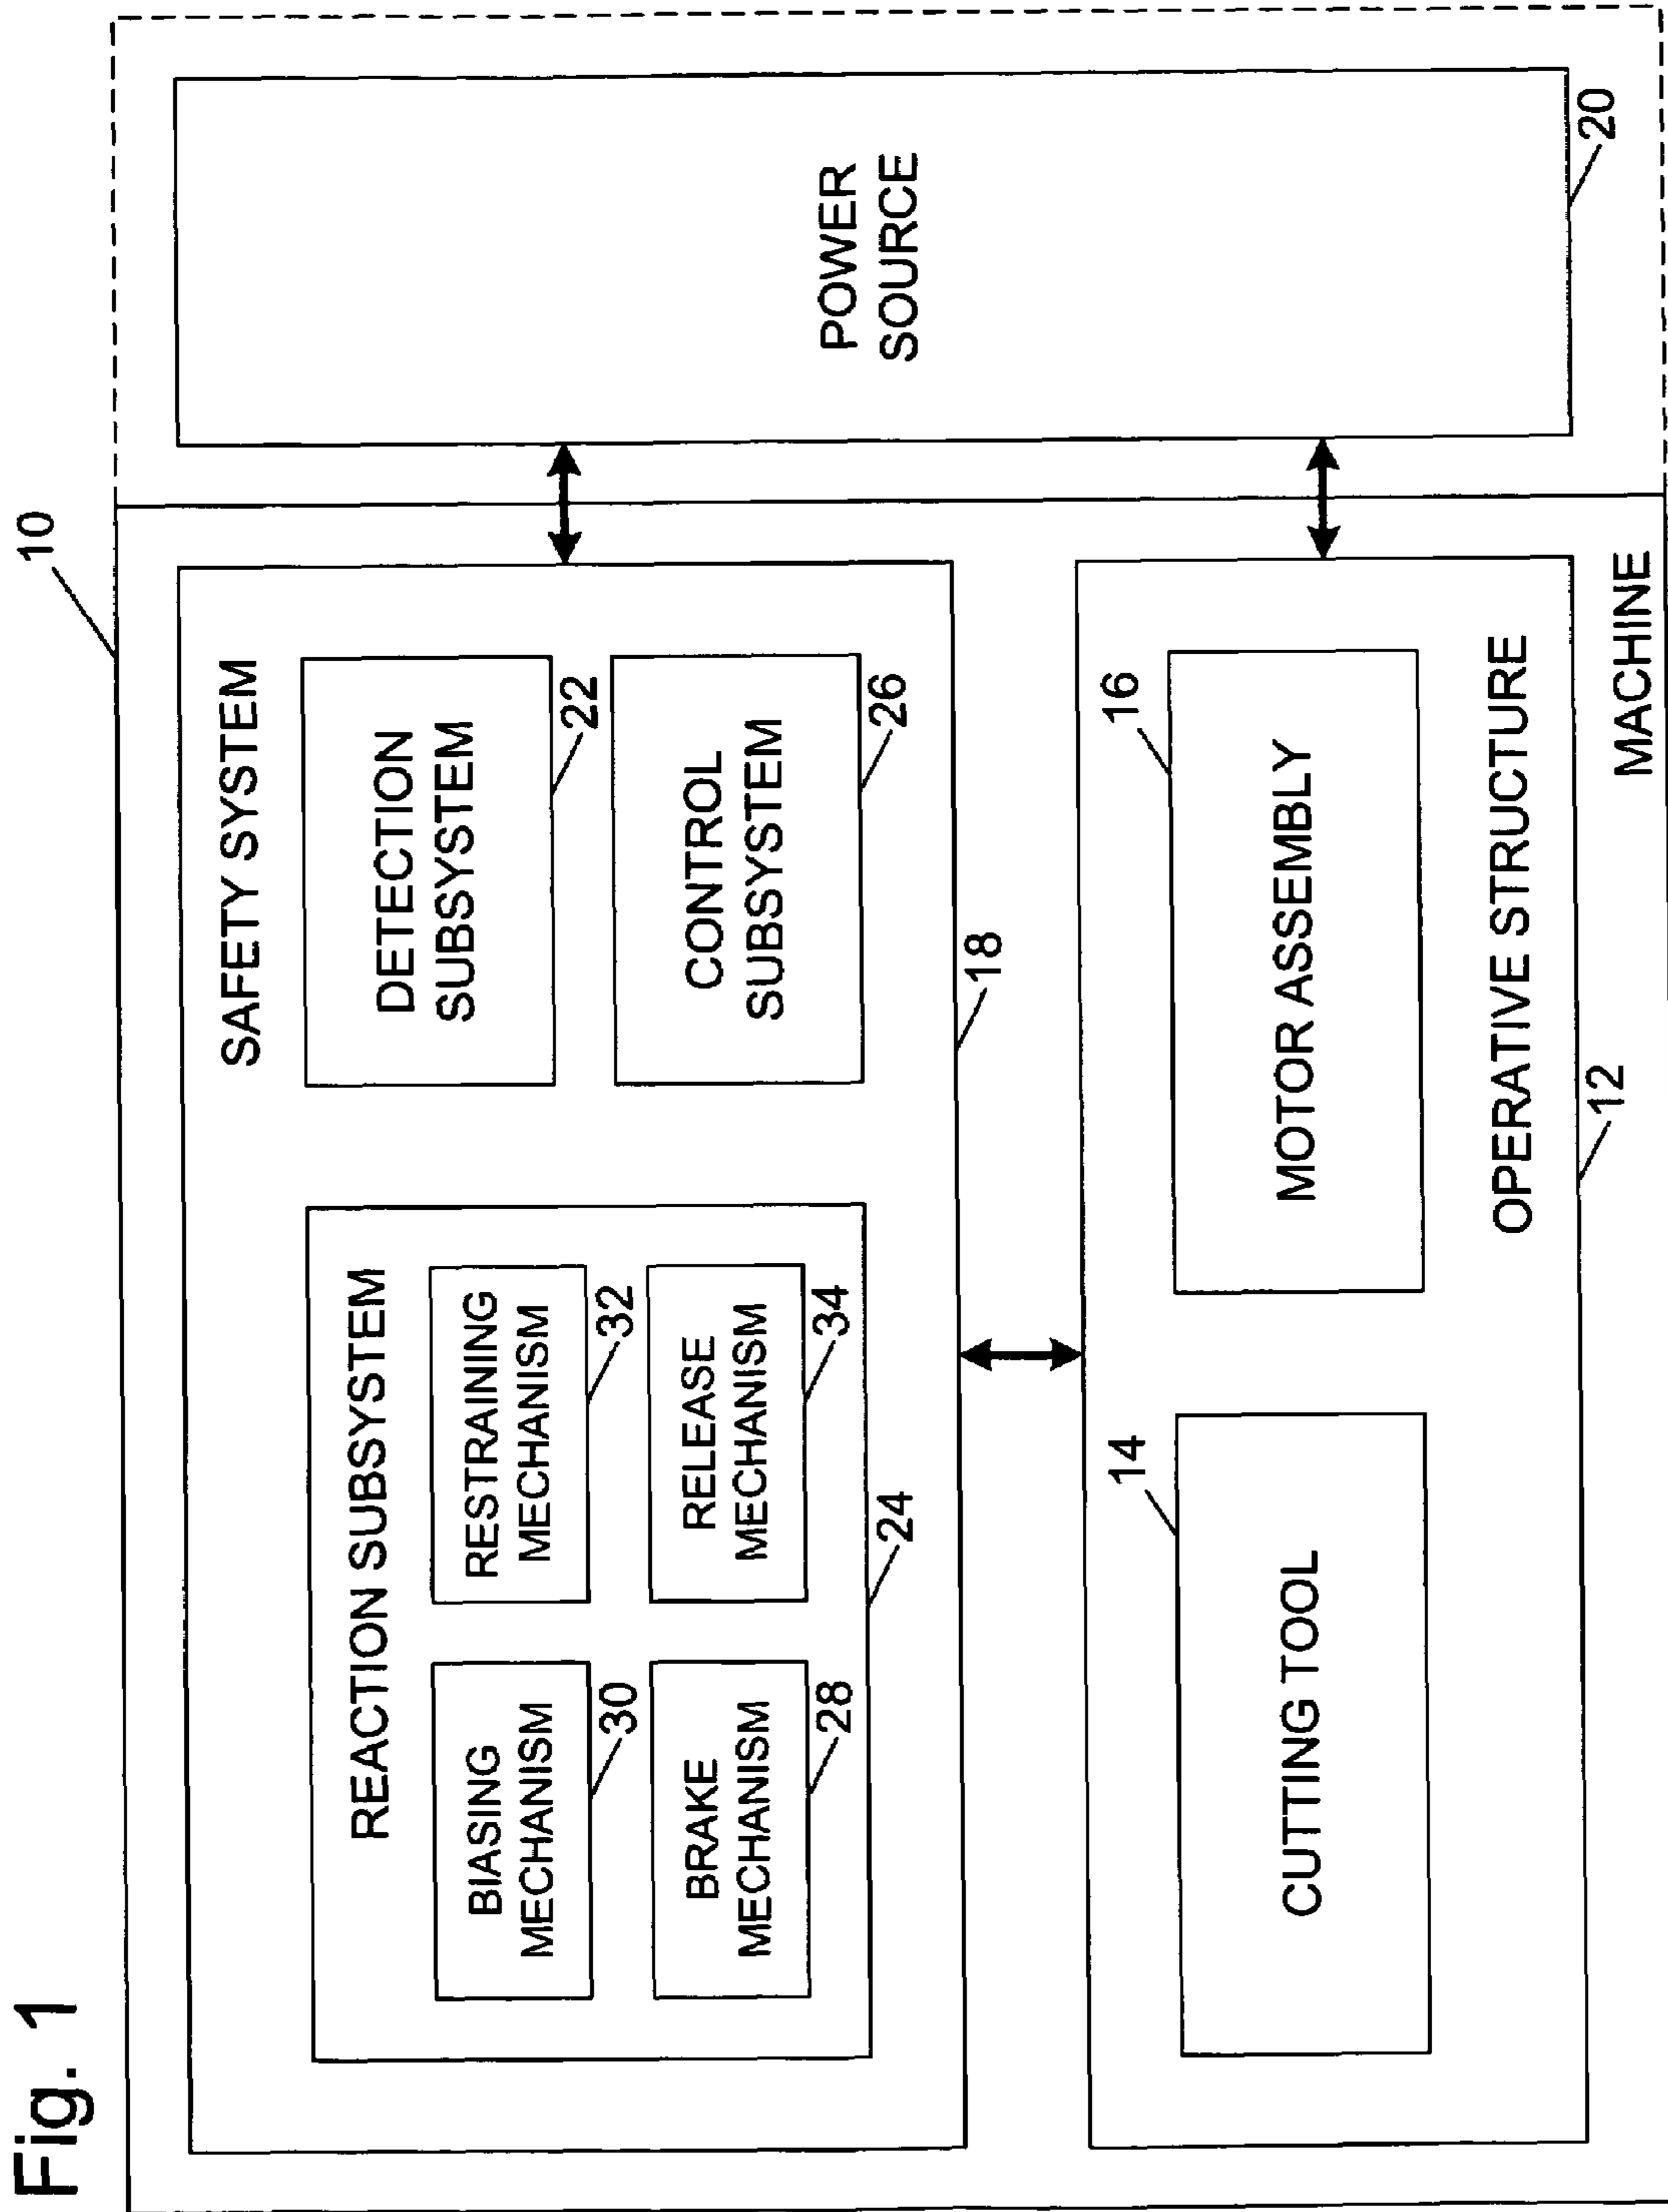 Fig. 1
10
SAFETY SYSTEM
REACTION SUBSYSTEM
BIASING
MECHANISM
30
RESTRAINING
MECHANISM
32
BRAKE
MECHANISM
28
RELEASE
MECHANISM
34
24
DETECTION
SUBSYSTEM
22
CONTROL
SUBSYSTEM
26
18
POWER
SOURCE
20
14
CUTTING TOOL
16
MOTOR ASSEMBLY
OPERATIVE STRUCTURE
12
MACHINE